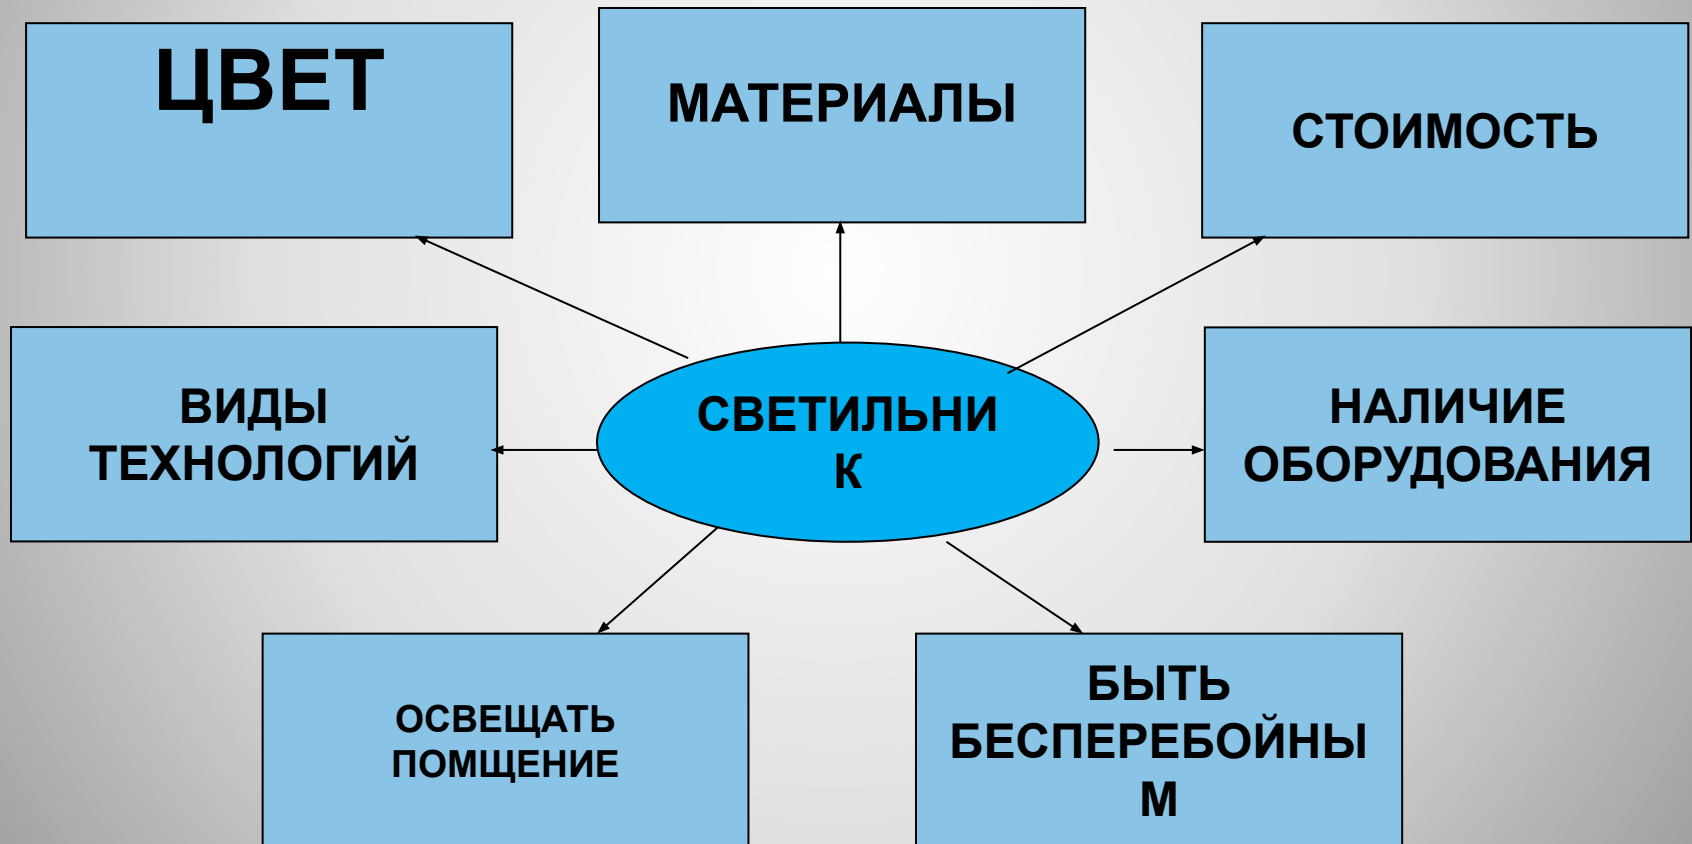 ЦВЕТ
МАТЕРИАЛЫ
СТОИМОСТЬ
ВИДЫ
ТЕХНОЛОГИЙ
СВЕТИЛЬНИ
К
НАЛИЧИЕ
ОБОРУДОВАНИЯ
ОСВЕЩАТЬ
ПОМЩЕНИЕ
БЫТЬ
БЕСПЕРЕБОЙНЫ
М